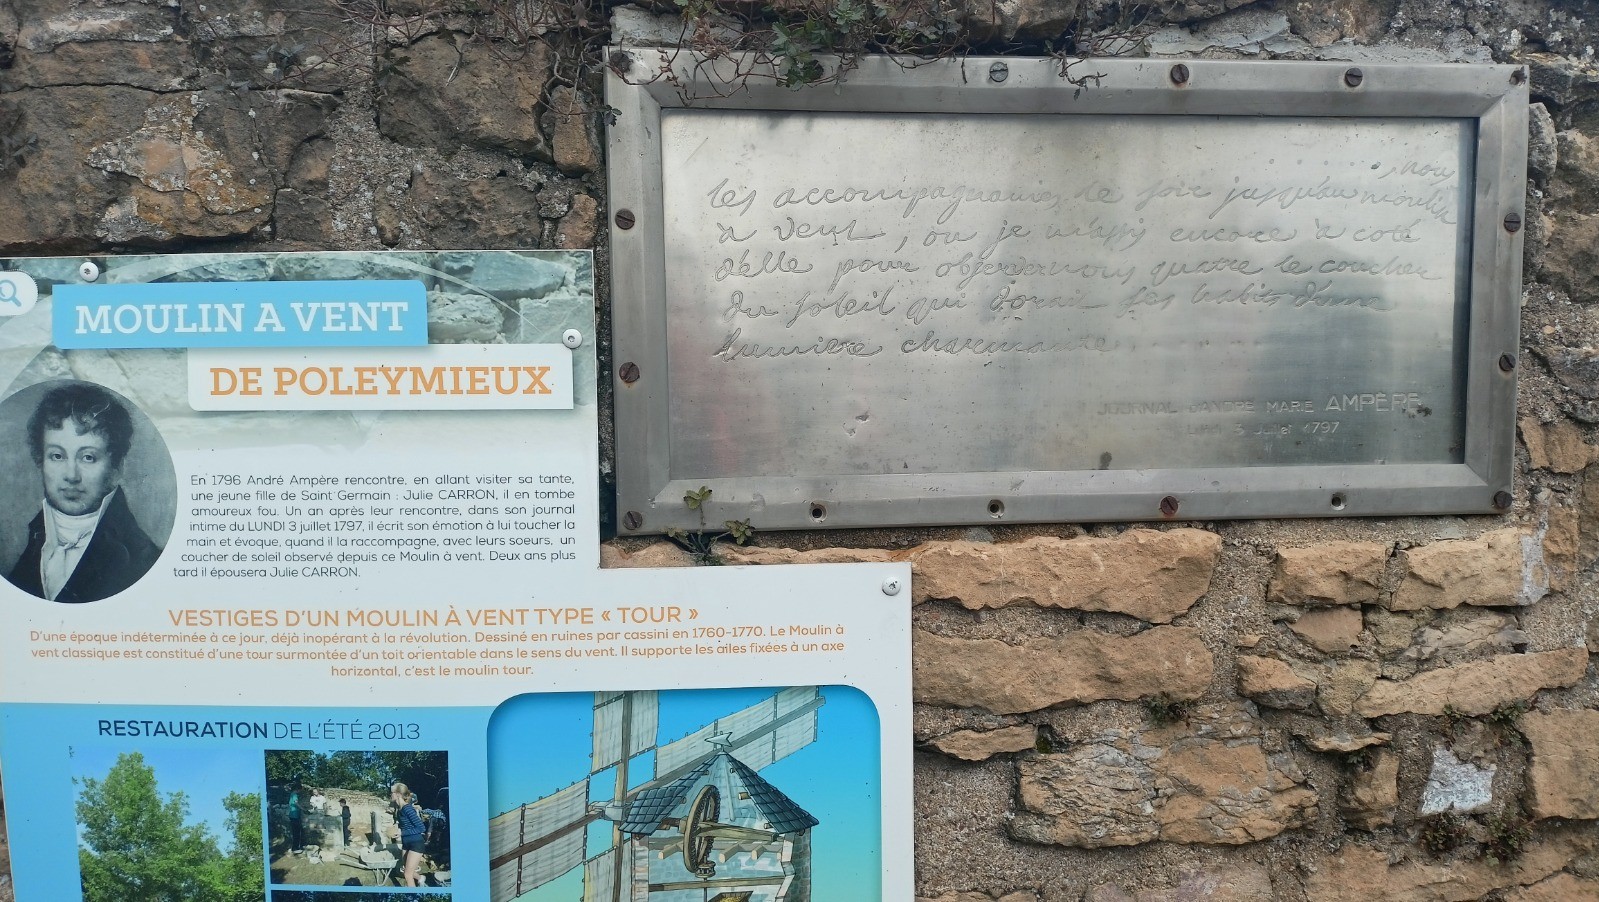 MOULIN A VENT
DE POLEYMIEUX
En 1796 André Ampère rencontre, en allant visiter sa tante,
une jeune fille de Saint Germain : Julie CARRON, il en tombe
amoureux fou. Un an après leur rencontre, dans son journal
intime du LUNDI 3 juillet 1797, il écrit son émotion à lui toucher la
main et évoque, quand il la raccompagne, avec leurs soeurs, un
coucher de soleil observé depuis ce Moulin à vent. Deux ans plus
tard il épousera Julie CARRON.
VESTIGES D'UN MOULIN À VENT TYPE « TOUR »
D'une époque indéterminée à ce jour, déjà inopérant à la révolution. Dessiné en ruines par cassini en 1760-1770. Le Moulin à
vent classique est constitué d'une tour surmontée d'un toit orientable dans le sens du vent. Il supporte les ailes fixées à un axe
horizontal, c'est le moulin tour.
RESTAURATION DE L'ÉTÉ 2013
........, nous
les accompagnames le soir jusqu'au moulin
à vent, ou je m'assis encore à coté
d'elle pour observer nous quatre le coucher
du soleil qui dorait ses habits d'une
lumiere charmante
JOURNAL D'ANDRE MARIE AMPÈRE
Lundi 3 Juillet 1797